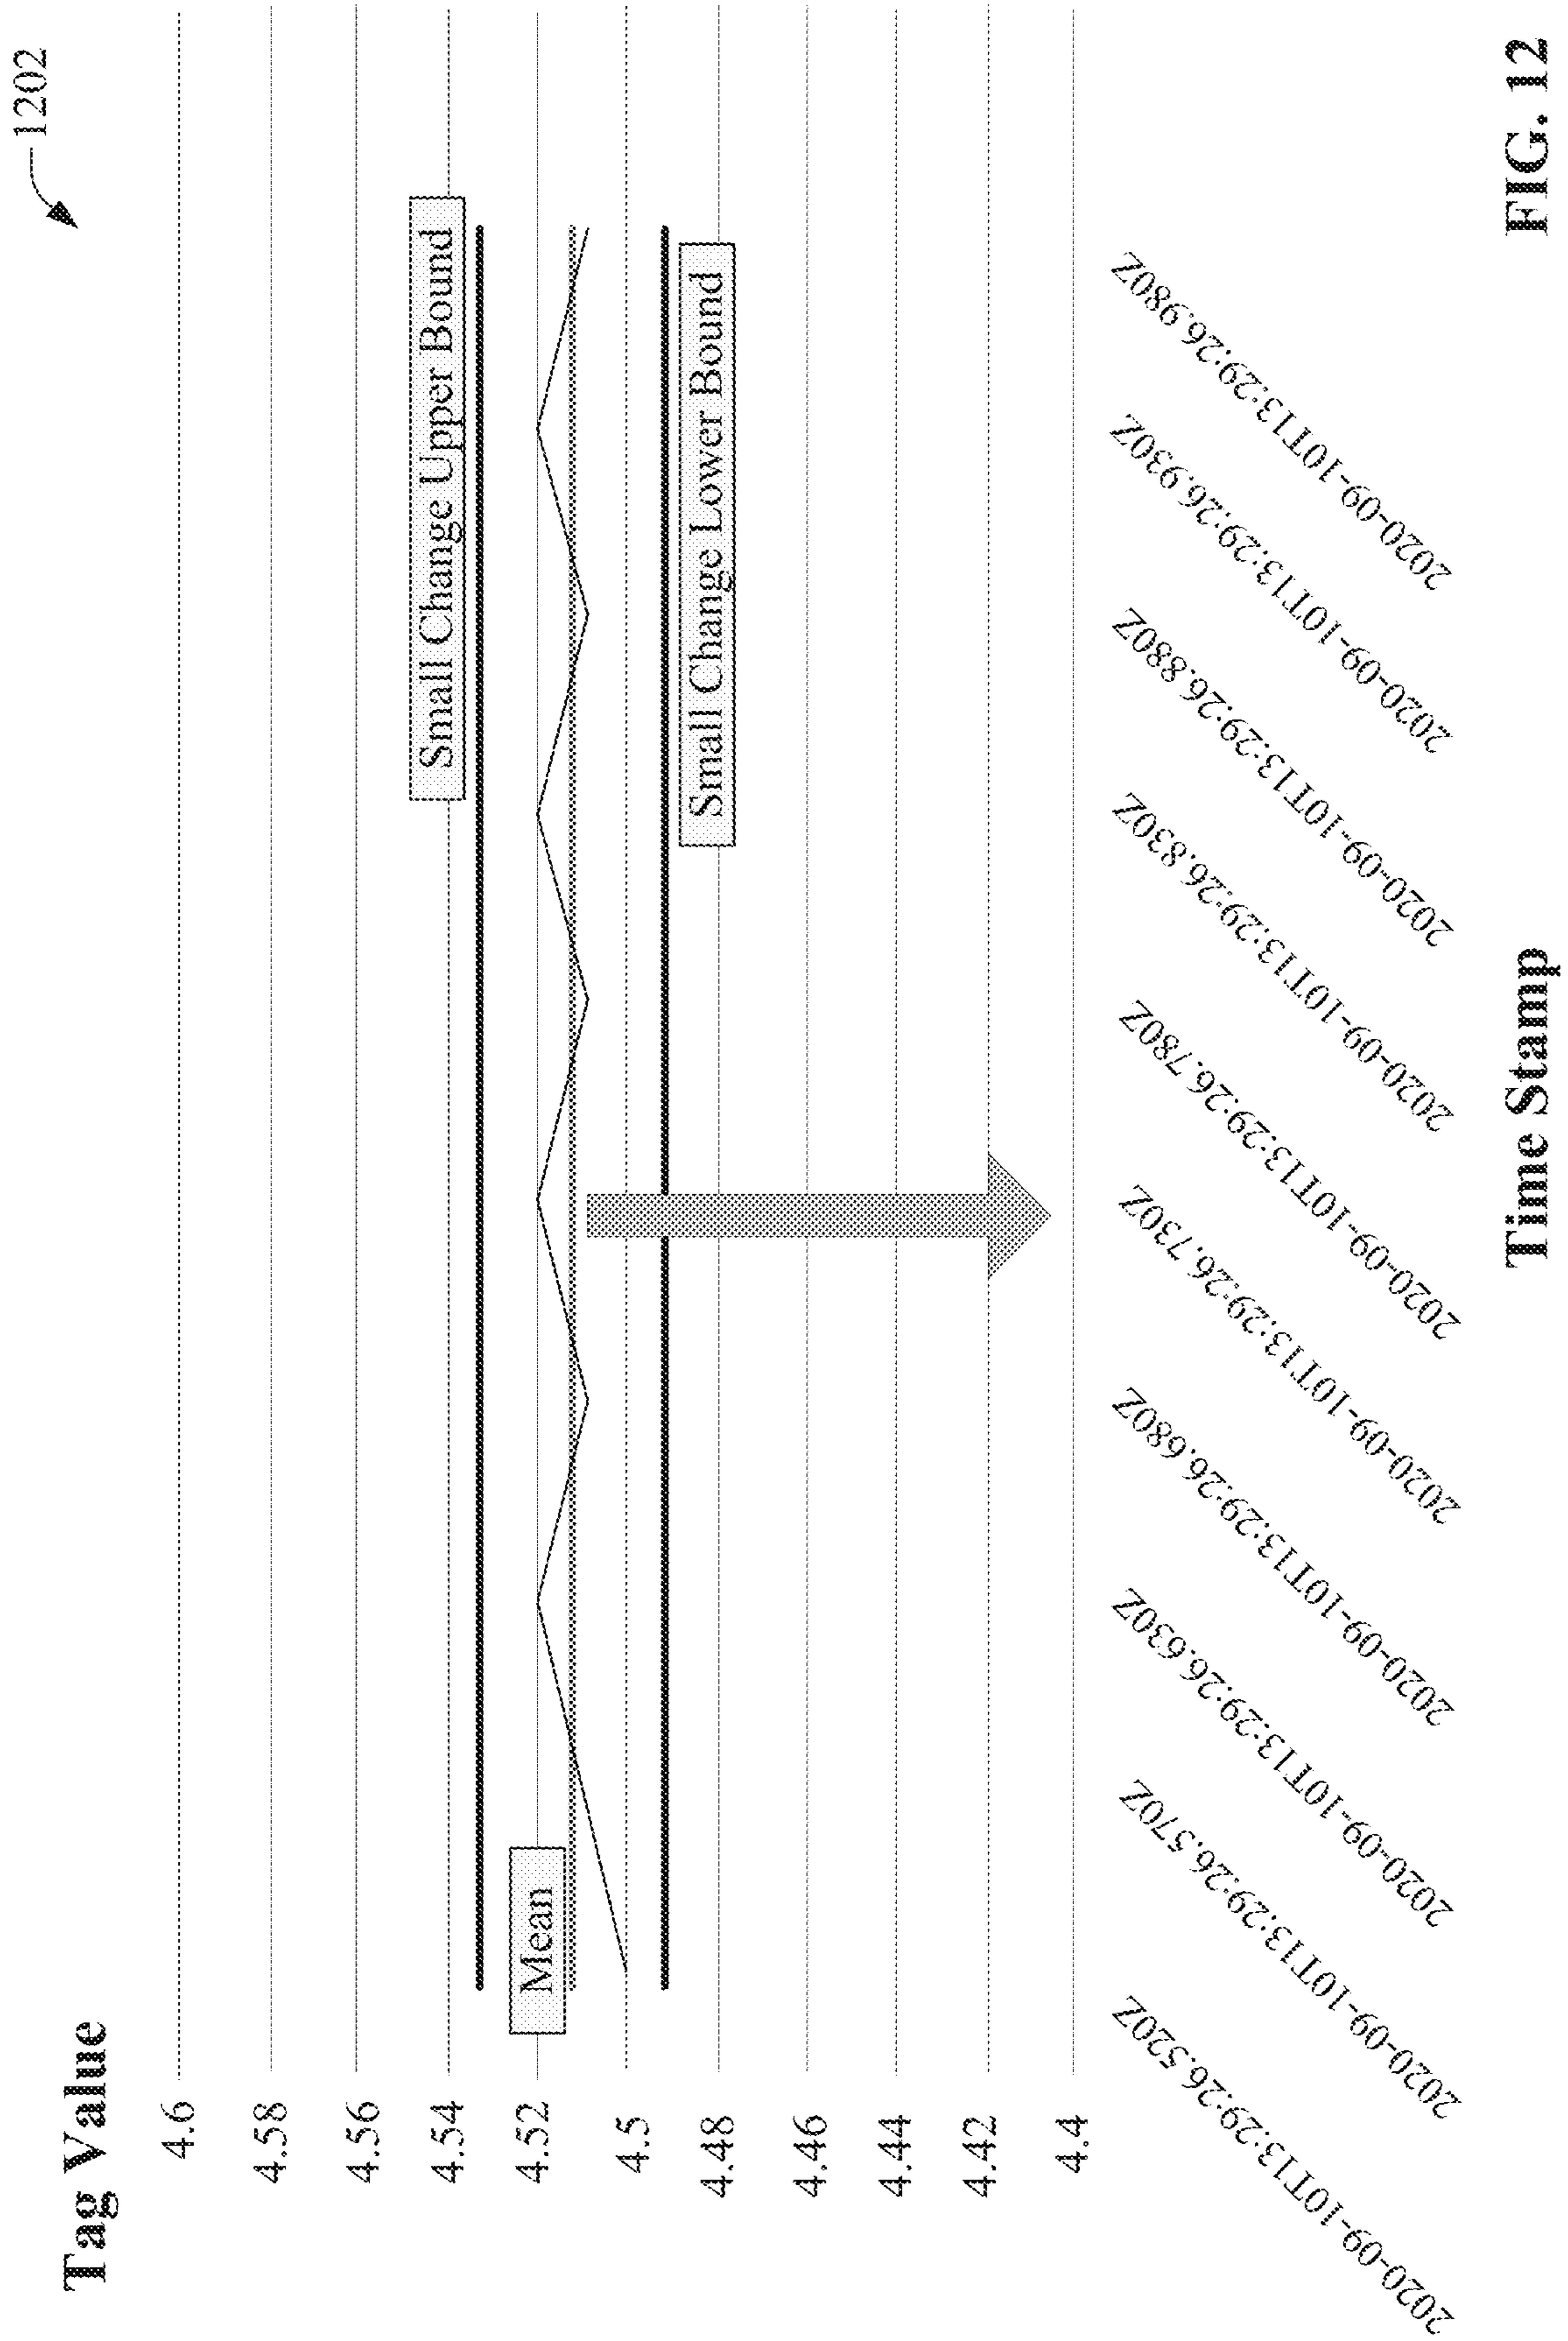 1202
Tag Value
4.6
4.58
4.56
4.54
4.52
4.5
4.48
4.46
4.44
4.42
4.4
Small Change Upper Bound
Mean
Small Change Lower Bound
2020-09-10T13:29:26.520Z
2020-09-10T13:29:26.570Z
2020-09-10T13:29:26.630Z
2020-09-10T13:29:26.680Z
2020-09-10T13:29:26.730Z
2020-09-10T13:29:26.780Z
2020-09-10T13:29:26.830Z
2020-09-10T13:29:26.880Z
2020-09-10T13:29:26.930Z
2020-09-10T13:29:26.980Z
Time Stamp
FIG. 12